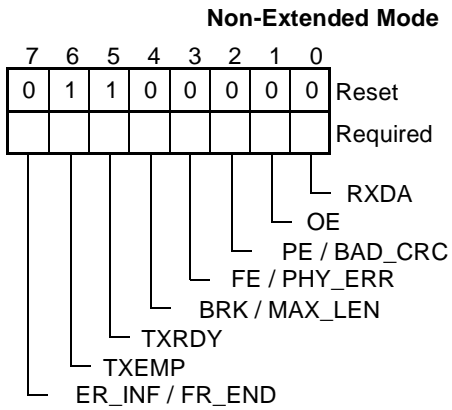 Non-Extended Mode
7 6 5 4 3 2 1 0
0 1 1 0 0 0 0 0 Reset
Required
RXDA
OE
PE / BAD_CRC
FE / PHY_ERR
BRK / MAX_LEN
TXRDY
TXEMP
ER_INF / FR_END